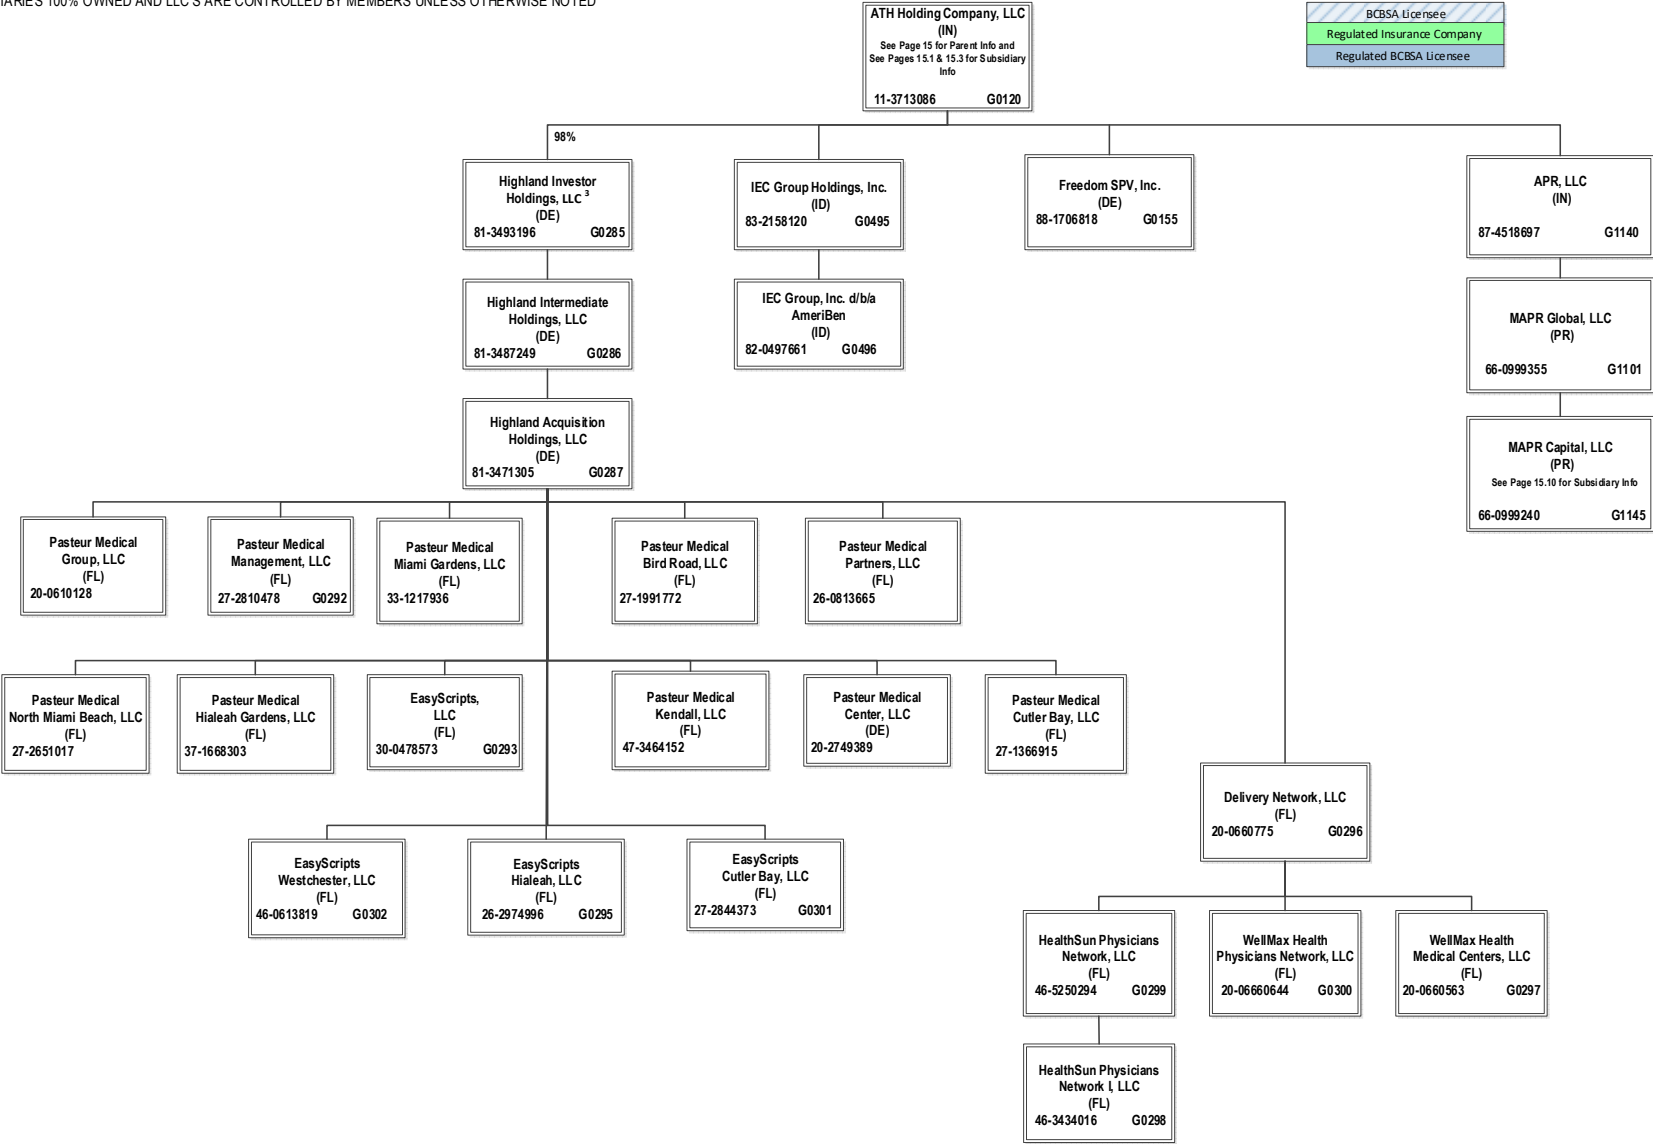 ARIES 100% OWNED AND LLC'S ARE CONTROLLED BY MEMBERS UNLESS OTHERWISE NOTED
ATH Holding Company, LLC
(IN)
See Page 15 for Parent Info and
See Pages 15.1 & 15.3 for Subsidiary
Info
11-3713086 G0120
BCBSA Licensee
Regulated Insurance Company
Regulated BCBSA Licensee
98%
Highland Investor
Holdings, LLC ³
(DE)
81-3493196 G0285
IEC Group Holdings, Inc.
(ID)
83-2158120 G0495
Freedom SPV, Inc.
(DE)
88-1706818 G0155
APR, LLC
(IN)
87-4518697 G1140
Highland Intermediate
Holdings, LLC
(DE)
81-3487249 G0286
IEC Group, Inc. d/b/a
AmeriBen
(ID)
82-0497661 G0496
MAPR Global, LLC
(PR)
66-0999355 G1101
Highland Acquisition
Holdings, LLC
(DE)
81-3471305 G0287
MAPR Capital, LLC
(PR)
See Page 15.10 for Subsidiary Info
66-0999240 G1145
Pasteur Medical
Group, LLC
(FL)
20-0610128
Pasteur Medical
Management, LLC
(FL)
27-2810478 G0292
Pasteur Medical
Miami Gardens, LLC
(FL)
33-1217936
Pasteur Medical
Bird Road, LLC
(FL)
27-1991772
Pasteur Medical
Partners, LLC
(FL)
26-0813665
Pasteur Medical
North Miami Beach, LLC
(FL)
27-2651017
Pasteur Medical
Hialeah Gardens, LLC
(FL)
37-1668303
EasyScripts,
LLC
(FL)
30-0478573 G0293
Pasteur Medical
Kendall, LLC
(FL)
47-3464152
Pasteur Medical
Center, LLC
(DE)
20-2749389
Pasteur Medical
Cutler Bay, LLC
(FL)
27-1366915
Delivery Network, LLC
(FL)
20-0660775 G0296
EasyScripts
Westchester, LLC
(FL)
46-0613819 G0302
EasyScripts
Hialeah, LLC
(FL)
26-2974996 G0295
EasyScripts
Cutler Bay, LLC
(FL)
27-2844373 G0301
HealthSun Physicians
Network, LLC
(FL)
46-5250294 G0299
WellMax Health
Physicians Network, LLC
(FL)
20-06660644 G0300
WellMax Health
Medical Centers, LLC
(FL)
20-0660563 G0297
HealthSun Physicians
Network I, LLC
(FL)
46-3434016 G0298